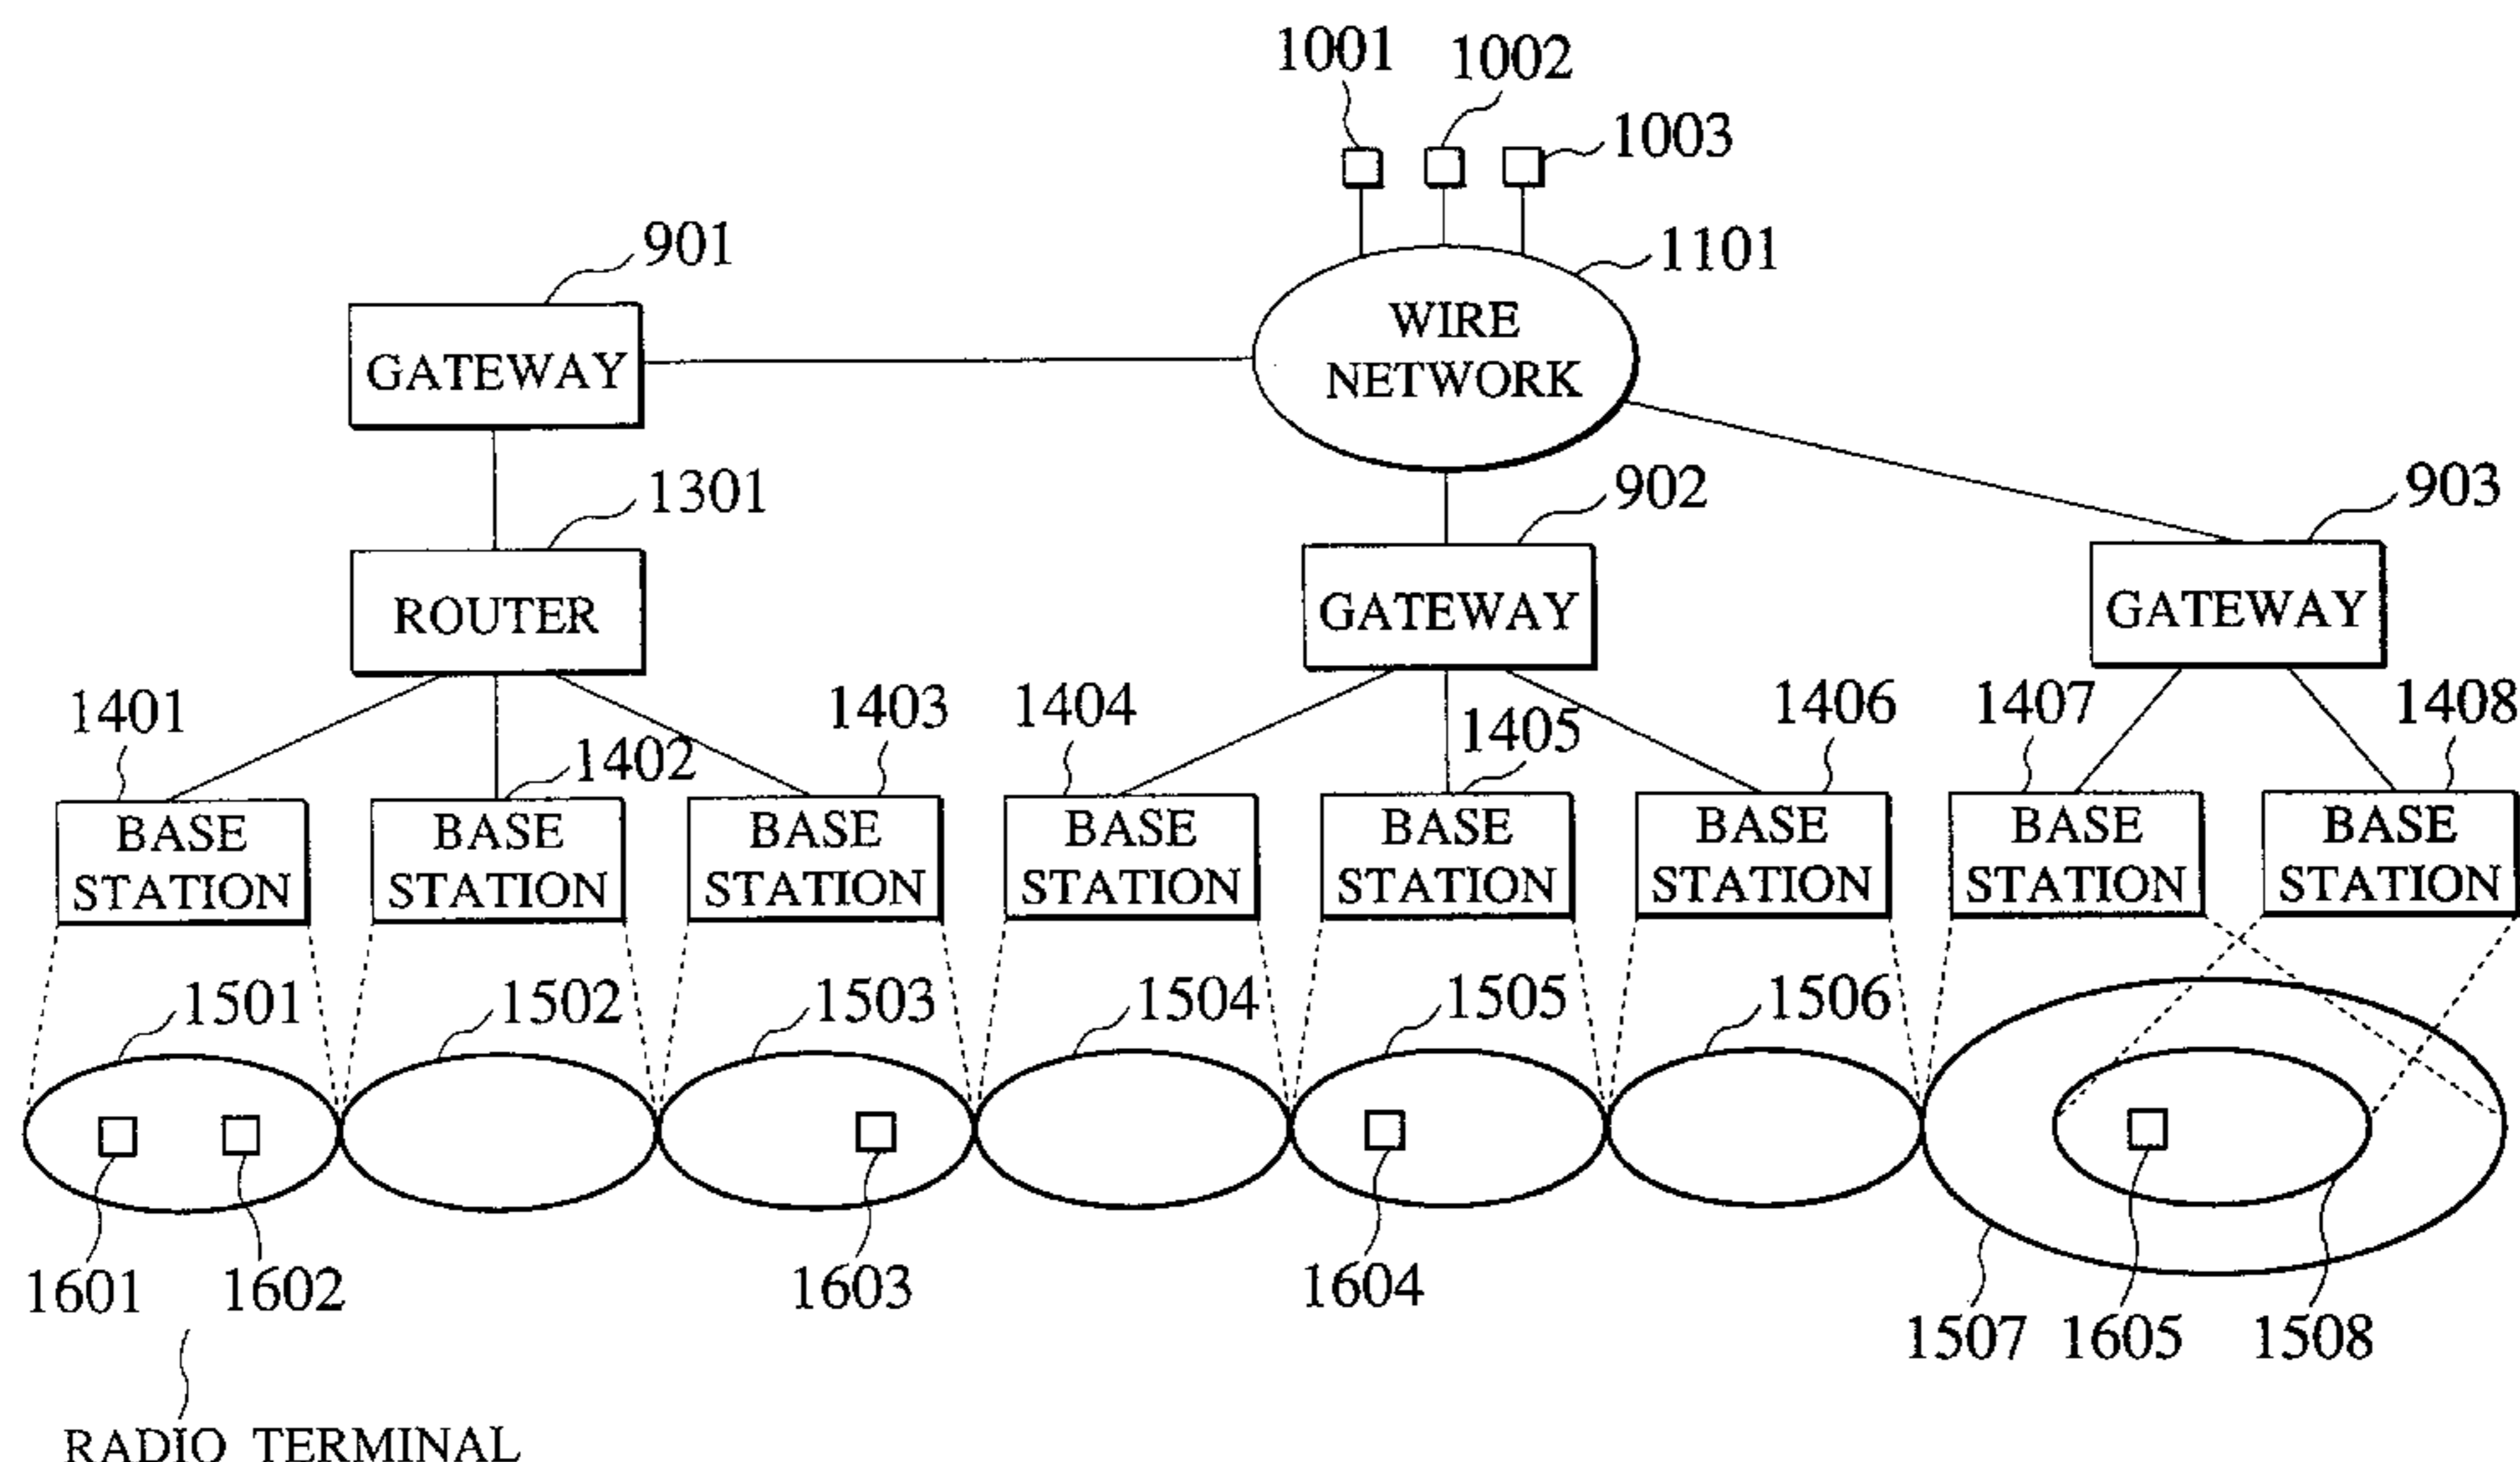 1001
1002
1003
901
1101
WIRE
NETWORK
GATEWAY
1301
902
903
ROUTER
GATEWAY
GATEWAY
1401
1402
1403
1404
1405
1406
1407
1408
BASE
STATION
BASE
STATION
BASE
STATION
BASE
STATION
BASE
STATION
BASE
STATION
BASE
STATION
BASE
STATION
1501
1502
1503
1504
1505
1506
1601
1602
1603
1604
1507
1605
1508
RADIO TERMINAL